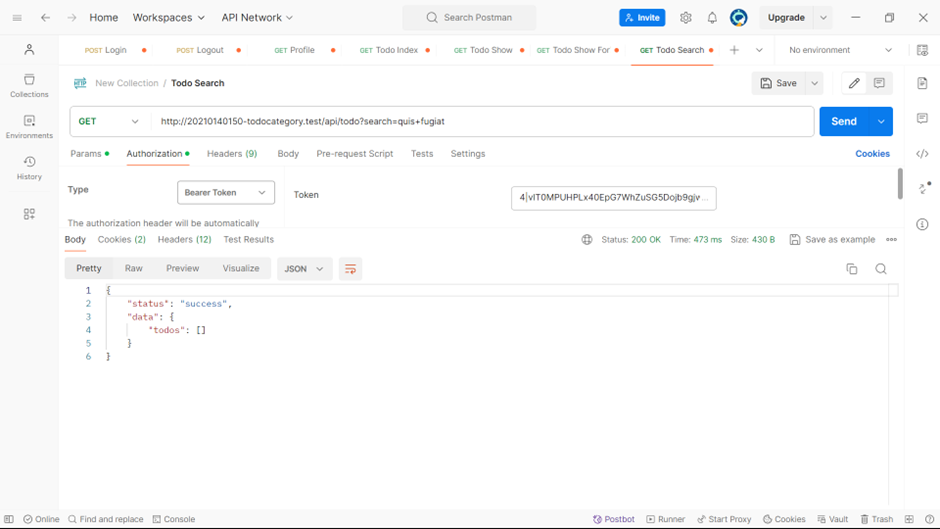 Home Workspaces API Network Search Postman Invite Upgrade
POST Login GET Profile GET Todo Index GET Todo Show GET Todo Show For GET Todo Search No environment
POST Logout
New Collection / Todo Search Save
Collections
GET http://20210140150-todocategory.test/api/todo?search=quis+fugiat Send
Environments
Params Authorization Headers (9) Body Pre-request Script Tests Settings Cookies
History
Type Bearer Token Token
The authorization header will be automatically
Body Cookies (2) Headers (12) Test Results Status: 200 OK Time: 473 ms Size: 430 B Save as example
Pretty Raw Preview Visualize JSON
1 {
2 "status": "success",
3 "data": {
4 "todos": []
5 }
6 }
Online Find and replace Console Postbot Runner Start Proxy Cookies Vault Trash